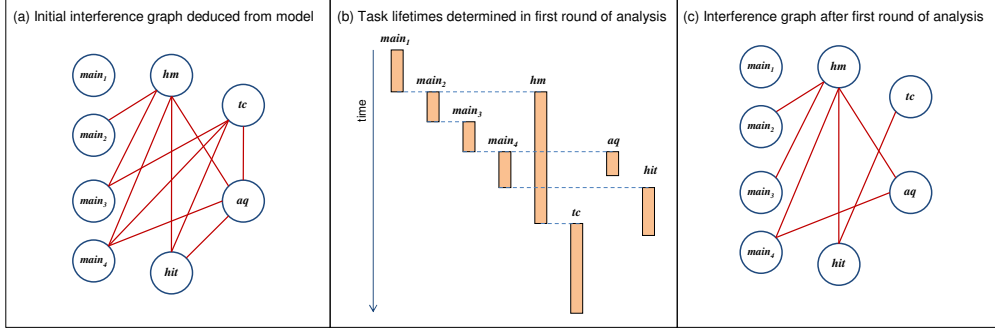 (a) Initial interference graph deduced from model
main1
hm
tc
main2
main3
aq
main4
hit
(b) Task lifetimes determined in first round of analysis
time
main1
main2
hm
main3
main4
aq
hit
tc
(c) Interference graph after first round of analysis
main1
hm
tc
main2
main3
aq
main4
hit